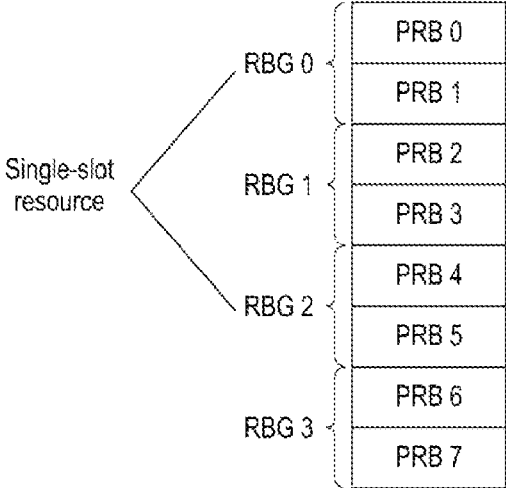 PRB 0
RBG 0
PRB 1
Single-slot
resource
PRB 2
RBG 1
PRB 3
PRB 4
RBG 2
PRB 5
PRB 6
RBG 3
PRB 7